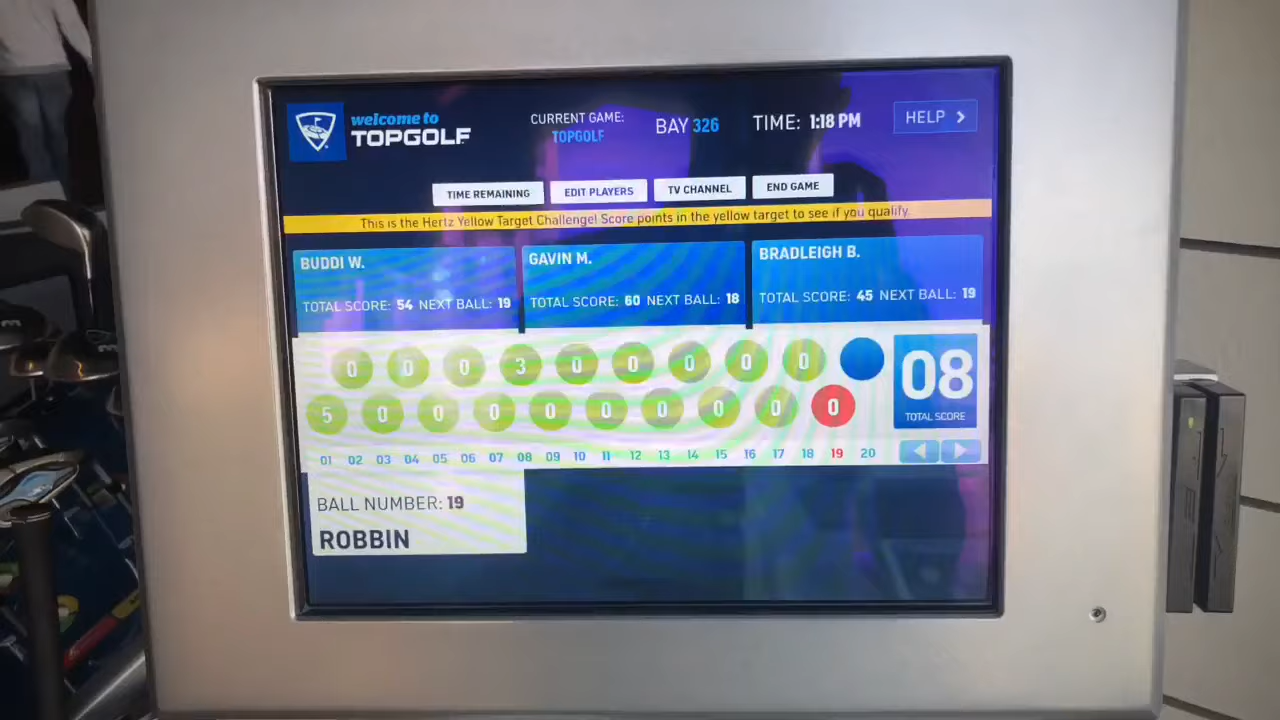 welcome to
TOPGOLF
CURRENT GAME:
TOPGOLF
BAY 326
TIME: 1:18 PM
HELP >
TIME REMAINING
EDIT PLAYERS
TV CHANNEL
END GAME
This is the Hertz Yellow Target Challenge! Score points in the yellow target to see if you qualify.
BUDDI W.
TOTAL SCORE: 54 NEXT BALL: 19
GAVIN M.
TOTAL SCORE: 60 NEXT BALL: 18
BRADLEIGH B.
TOTAL SCORE: 45 NEXT BALL: 19
0 0 0 3 0 0 0 0 0
5 0 0 0 0 0 0 0 0 0
01 02 03 04 05 06 07 08 09 10 11 12 13 14 15 16 17 18 19 20
08
TOTAL SCORE
BALL NUMBER: 19
ROBBIN